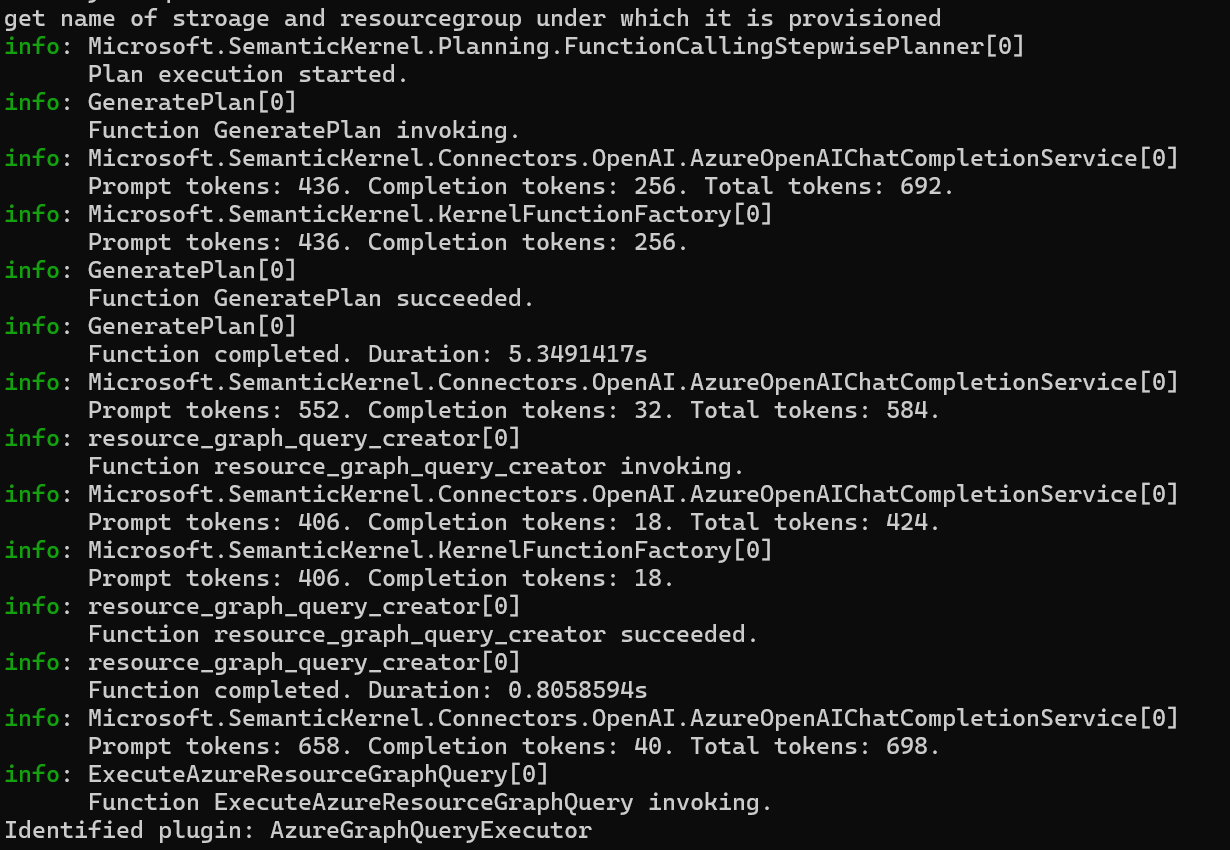 get name of stroage and resourcegroup under which it is provisioned
info: Microsoft.SemanticKernel.Planning.FunctionCallingStepwisePlanner[0]
Plan execution started.
info: GeneratePlan[0]
Function GeneratePlan invoking.
info: Microsoft.SemanticKernel.Connectors.OpenAI.AzureOpenAIChatCompletionService[0]
Prompt tokens: 436. Completion tokens: 256. Total tokens: 692.
info: Microsoft.SemanticKernel.KernelFunctionFactory[0]
Prompt tokens: 436. Completion tokens: 256.
info: GeneratePlan[0]
Function GeneratePlan succeeded.
info: GeneratePlan[0]
Function completed. Duration: 5.3491417s
info: Microsoft.SemanticKernel.Connectors.OpenAI.AzureOpenAIChatCompletionService[0]
Prompt tokens: 552. Completion tokens: 32. Total tokens: 584.
info: resource_graph_query_creator[0]
Function resource_graph_query_creator invoking.
info: Microsoft.SemanticKernel.Connectors.OpenAI.AzureOpenAIChatCompletionService[0]
Prompt tokens: 406. Completion tokens: 18. Total tokens: 424.
info: Microsoft.SemanticKernel.KernelFunctionFactory[0]
Prompt tokens: 406. Completion tokens: 18.
info: resource_graph_query_creator[0]
Function resource_graph_query_creator succeeded.
info: resource_graph_query_creator[0]
Function completed. Duration: 0.8058594s
info: Microsoft.SemanticKernel.Connectors.OpenAI.AzureOpenAIChatCompletionService[0]
Prompt tokens: 658. Completion tokens: 40. Total tokens: 698.
info: ExecuteAzureResourceGraphQuery[0]
Function ExecuteAzureResourceGraphQuery invoking.
Identified plugin: AzureGraphQueryExecutor